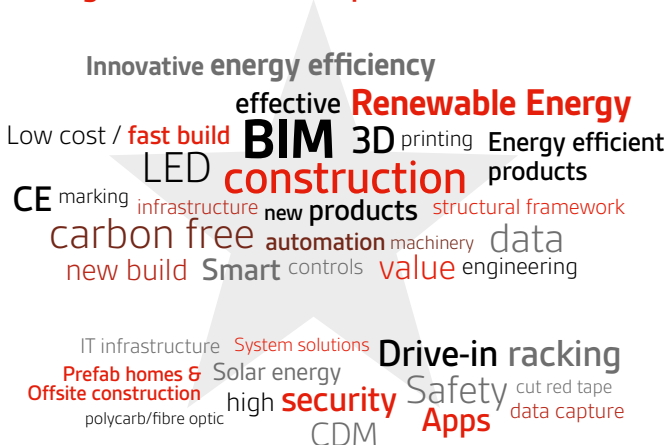 Innovative energy efficiency
effective Renewable Energy
Low cost / fast build BIM 3D printing Energy efficient products
LED construction
CE marking infrastructure new products structural framework
carbon free automation machinery data
new build Smart controls value engineering
IT infrastructure System solutions Drive-in racking
Prefab homes & Offsite construction Solar energy
high security Safety cut red tape
polycarb/fibre optic CDM Apps data capture